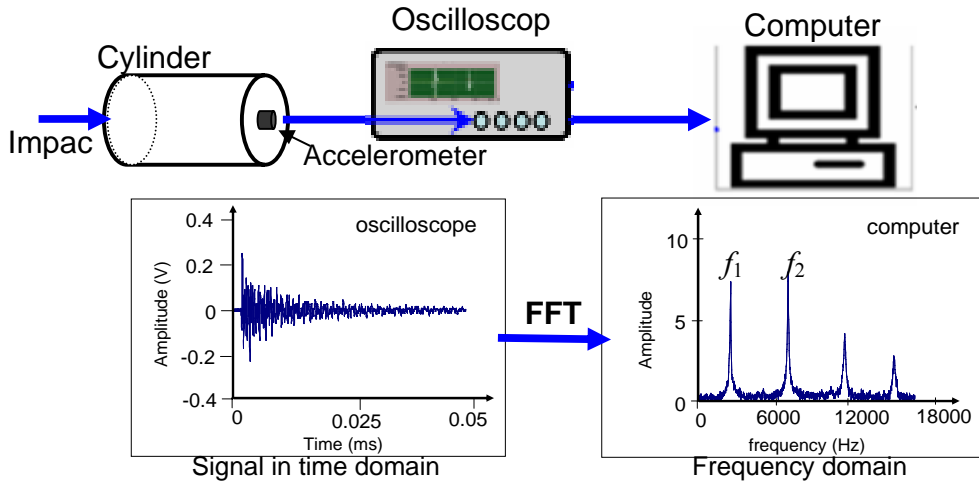 Oscilloscop
Computer
Cylinder
Impac
Accelerometer
oscilloscope
0.4
0.2
0
-0.2
-0.4
Amplitude (V)
0
0.025
0.05
Time (ms)
Signal in time domain
FFT
computer
10
5
0
Amplitude
f1
f2
0
6000
12000
18000
frequency (Hz)
Frequency domain